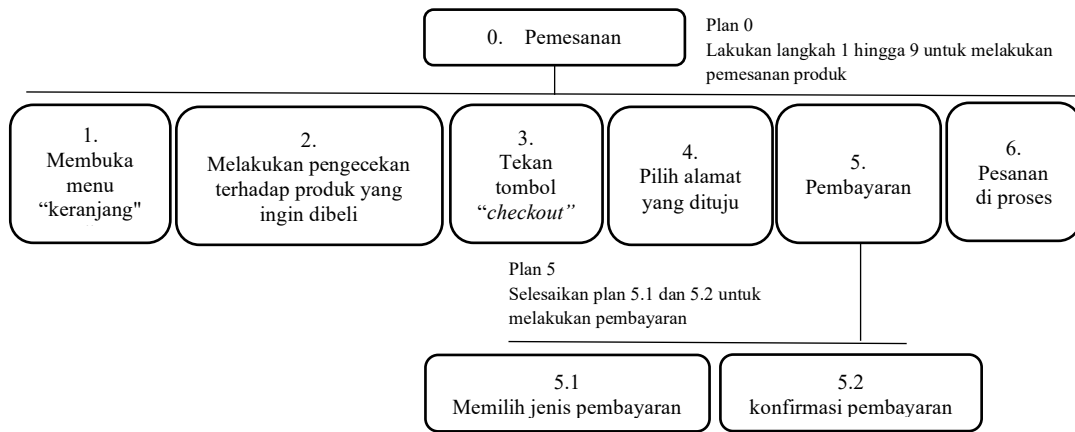 0. Pemesanan
Plan 0
Lakukan langkah 1 hingga 9 untuk melakukan
pemesanan produk
1.
Membuka
menu
“keranjang"
2.
Melakukan pengecekan
terhadap produk yang
ingin dibeli
3.
Tekan
tombol
“checkout”
4.
Pilih alamat
yang dituju
5.
Pembayaran
6.
Pesanan
di proses
Plan 5
Selesaikan plan 5.1 dan 5.2 untuk
melakukan pembayaran
5.1
Memilih jenis pembayaran
5.2
konfirmasi pembayaran